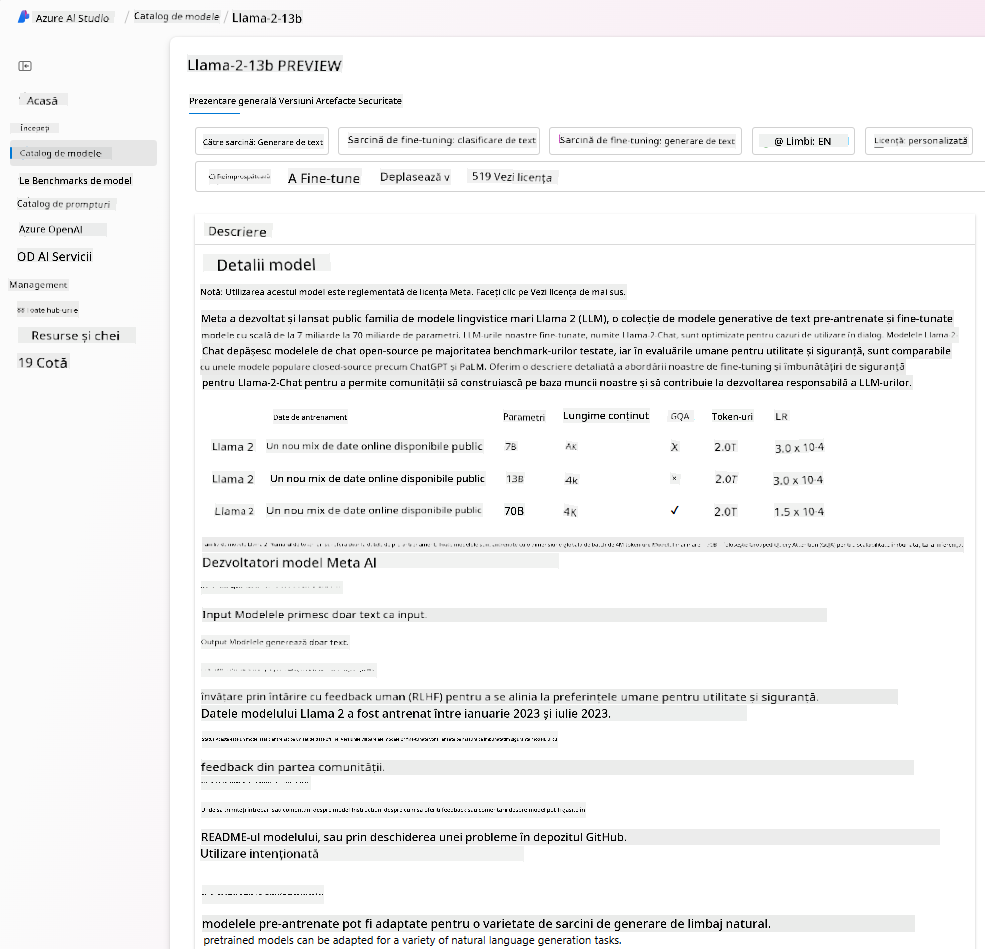 Azure AI Studio / Catalog de modele / Llama-2-13b
Acasă
Începep
Catalog de modele
Le Benchmarks de model
Catalog de prompturi
Azure OpenAI
OD AI Servicii
Management
88 Toate hub-urile
Resurse și chei
19 Cotă
Llama-2-13b PREVIEW
Prezentare generală Versiuni Artefacte Securitate
Către sarcină: Generare de text
Sarcină de fine-tuning: clasificare de text
Sarcină de fine-tuning: generare de text
@ Limbi: EN
Licență: personalizată
A Fine-tune Deplasează v 519 Vezi licența
Descriere
Detalii model
Notă: Utilizarea acestui model este reglementată de licența Meta. Faceți clic pe Vezi licența de mai sus.
Meta a dezvoltat și lansat public familia de modele lingvistice mari Llama 2 (LLM), o colecție de modele generative de text pre-antrenate și fine-tunate
modele cu scală de la 7 miliarde la 70 miliarde de parametri. LLM-urile noastre fine-tunate, numite Llama-2-Chat, sunt optimizate pentru cazuri de utilizare în dialog. Modelele Llama-2-
Chat depășesc modelele de chat open-source pe majoritatea benchmark-urilor testate, iar în evaluările umane pentru utilitate și siguranță, sunt comparabile
cu unele modele populare closed-source precum ChatGPT și PaLM. Oferim o descriere detaliată a abordării noastre de fine-tuning și îmbunătățiri de siguranță
pentru Llama-2-Chat pentru a permite comunității să construiască pe baza muncii noastre și să contribuie la dezvoltarea responsabilă a LLM-urilor.
Date de antrenament Parametri Lungime conținut GQA Token-uri LR
Llama 2 Un nou mix de date online disponibile public 7B 4K X 2.0T 3.0 x 10-4
Llama 2 Un nou mix de date online disponibile public 13B 4k × 2.0T 3.0 x 10-4
Llama 2 Un nou mix de date online disponibile public 70B 4K ✓ 2.0T 1.5 x 10-4
Dezvoltatori model Meta AI
Input Modelele primesc doar text ca input.
Output Modelele generează doar text.
învățare prin întărire cu feedback uman (RLHF) pentru a se alinia la preferințele umane pentru utilitate și siguranță.
Datele modelului Llama 2 a fost antrenat între ianuarie 2023 și iulie 2023.
feedback din partea comunității.
README-ul modelului, sau prin deschiderea unei probleme în depozitul GitHub.
Utilizare intenționată
modelele pre-antrenate pot fi adaptate pentru o varietate de sarcini de generare de limbaj natural.
pretrained models can be adapted for a variety of natural language generation tasks.